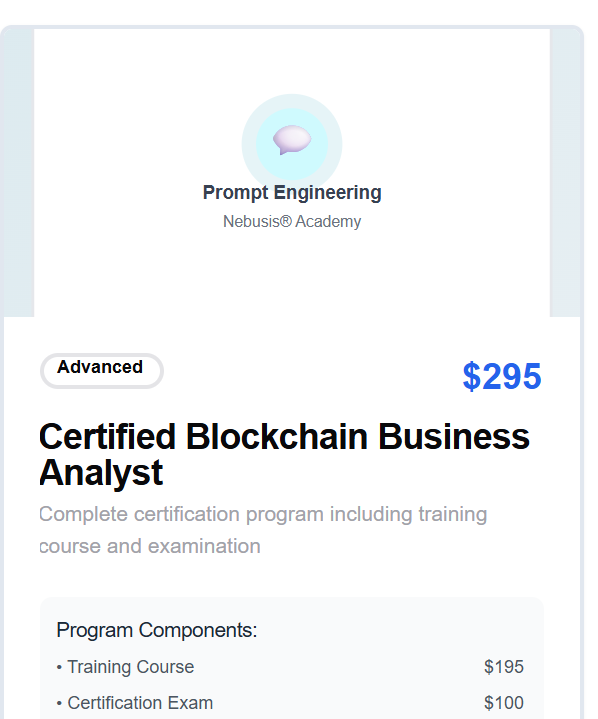 Prompt Engineering
Nebusis® Academy
Advanced
$295
Certified Blockchain Business
Analyst
Complete certification program including training
course and examination
Program Components:
• Training Course $195
• Certification Exam $100